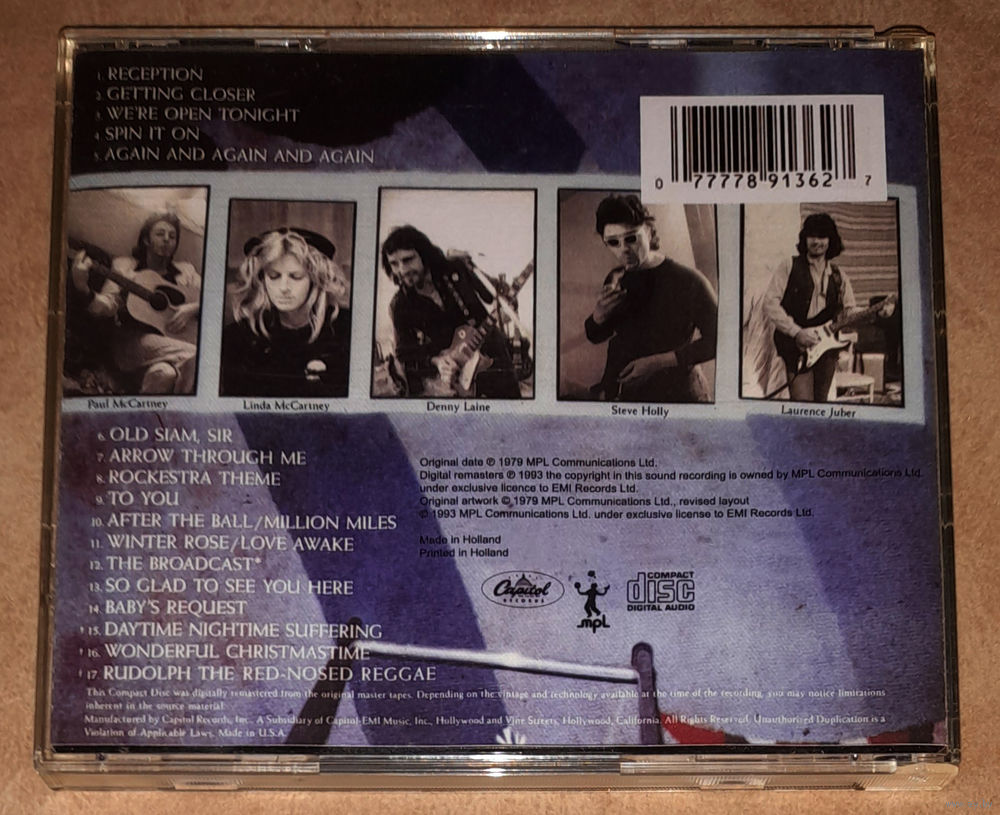 1. RECEPTION
2. GETTING CLOSER
3. WE'RE OPEN TONIGHT
4. SPIN IT ON
5. AGAIN AND AGAIN AND AGAIN
0 77778 91362 7
Paul McCartney
Linda McCartney
Denny Laine
Steve Holly
Laurence Juber
6. OLD SIAM, SIR
7. ARROW THROUGH ME
8. ROCKESTRA THEME
9. TO YOU
10. AFTER THE BALL/MILLION MILES
11. WINTER ROSE/LOVE AWAKE
12. THE BROADCAST*
13. SO GLAD TO SEE YOU HERE
14. BABY'S REQUEST
† 15. DAYTIME NIGHTIME SUFFERING
† 16. WONDERFUL CHRISTMASTIME
† 17. RUDOLPH THE RED-NOSED REGGAE
Original data ℗ 1979 MPL Communications Ltd.
Digital remasters ℗ 1993 the copyright in this sound recording is owned by MPL Communications Ltd.
under exclusive licence to EMI Records Ltd.
Original artwork © 1979 MPL Communications Ltd., revised layout
© 1993 MPL Communications Ltd. under exclusive license to EMI Records Ltd.
Made in Holland
Printed in Holland
Capitol
RECORDS
mpl
COMPACT
disc
DIGITAL AUDIO
This Compact Disc was digitally remastered from the original master tapes. Depending on the vintage and technology available at the time of the recording, you may notice limitations
inherent in the source material.
Manufactured by Capitol Records, Inc., A Subsidiary of Capitol-EMI Music, Inc., Hollywood and Vine Streets, Hollywood, California. All Rights Reserved. Unauthorized Duplication is a
Violation of Applicable Laws. Made in U.S.A.